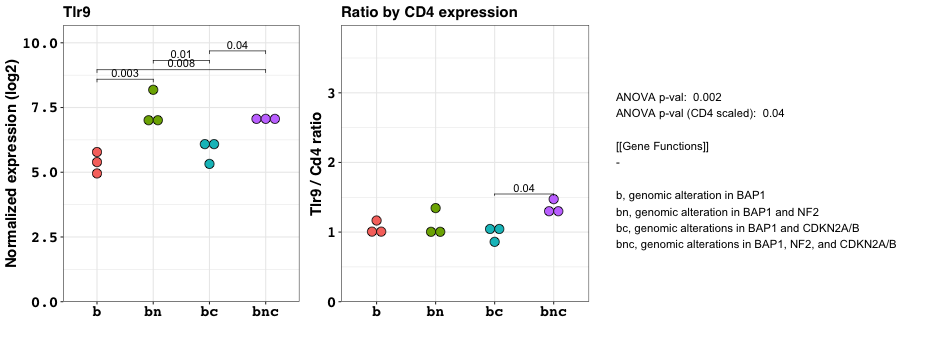 Tlr9
Normalized expression (log2)
10.0
7.5
5.0
2.5
0.0
0.04
0.01
0.008
0.003
b
bn
bc
bnc
Ratio by CD4 expression
Tlr9 / Cd4 ratio
3
2
1
0
0.04
b
bn
bc
bnc
ANOVA p-val:  0.002
ANOVA p-val (CD4 scaled):  0.04
[[Gene Functions]]
-
b, genomic alteration in BAP1
bn, genomic alteration in BAP1 and NF2
bc, genomic alterations in BAP1 and CDKN2A/B
bnc, genomic alterations in BAP1, NF2, and CDKN2A/B